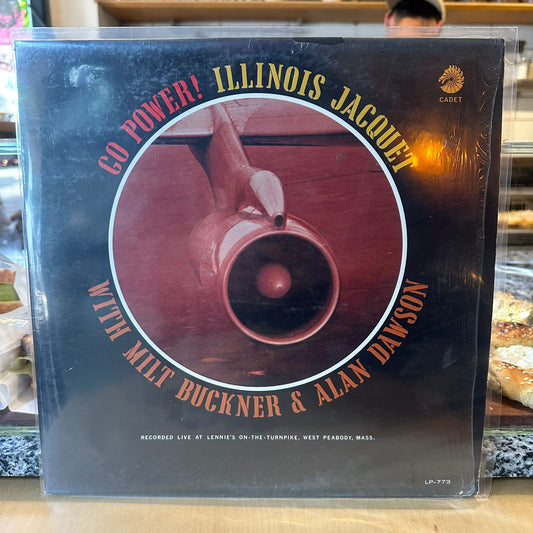 GO POWER! ILLINOIS JACQUET
WITH MILT BUCKNER & ALAN DAWSON
CADET
RECORDED LIVE AT LENNIE'S ON-THE-TURNPIKE, WEST PEABODY, MASS.
LP-773